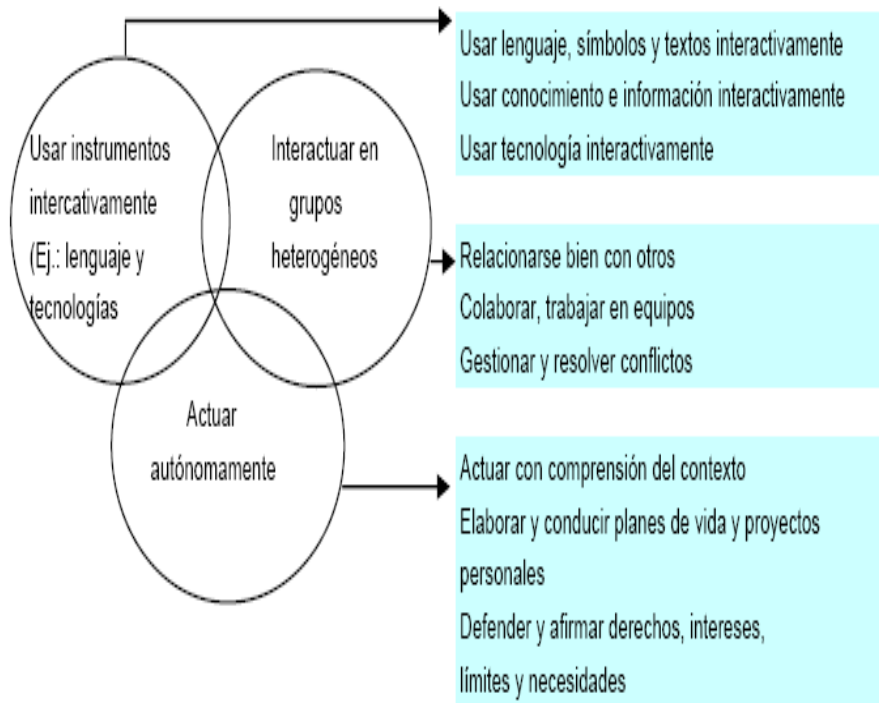 Usar instrumentos
intercativamente
(Ej.: lenguaje y
tecnologías
Interactuar en
grupos
heterogéneos
Actuar
autónomamente
Usar lenguaje, símbolos y textos interactivamente
Usar conocimiento e información interactivamente
Usar tecnología interactivamente
Relacionarse bien con otros
Colaborar, trabajar en equipos
Gestionar y resolver conflictos
Actuar con comprensión del contexto
Elaborar y conducir planes de vida y proyectos
personales
Defender y afirmar derechos, intereses,
límites y necesidades